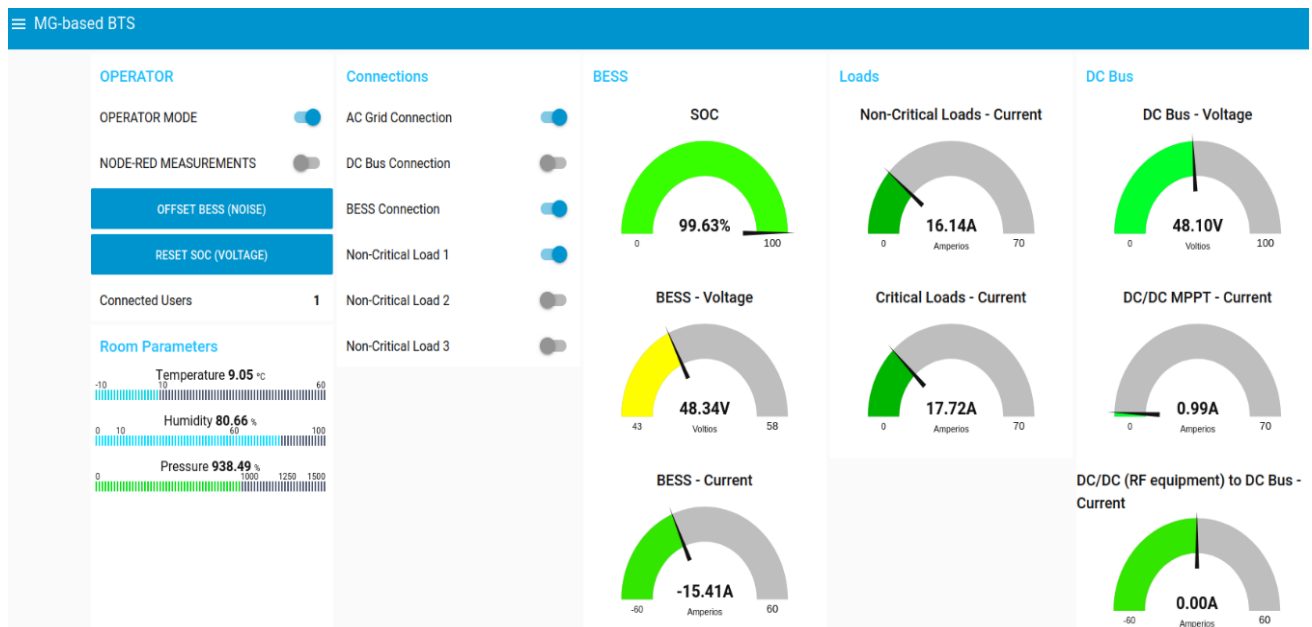 MG-based BTS
OPERATOR
OPERATOR MODE
NODE-RED MEASUREMENTS
OFFSET BESS (NOISE)
RESET SOC (VOLTAGE)
Connected Users 1
Room Parameters
Temperature 9.05 °C
-10 10 60
Humidity 80.66 %
0 10 60 100
Pressure 938.49 %
0 1000 1250 1500
Connections
AC Grid Connection
DC Bus Connection
BESS Connection
Non-Critical Load 1
Non-Critical Load 2
Non-Critical Load 3
BESS
SOC
99.63%
0 100
BESS - Voltage
48.34V
43 Voltios 58
BESS - Current
-15.41A
-60 Amperios 60
Loads
Non-Critical Loads - Current
16.14A
0 Amperios 70
Critical Loads - Current
17.72A
0 Amperios 70
DC Bus
DC Bus - Voltage
48.10V
0 Voltios 100
DC/DC MPPT - Current
0.99A
0 Amperios 70
DC/DC (RF equipment) to DC Bus -
Current
0.00A
-60 Amperios 60